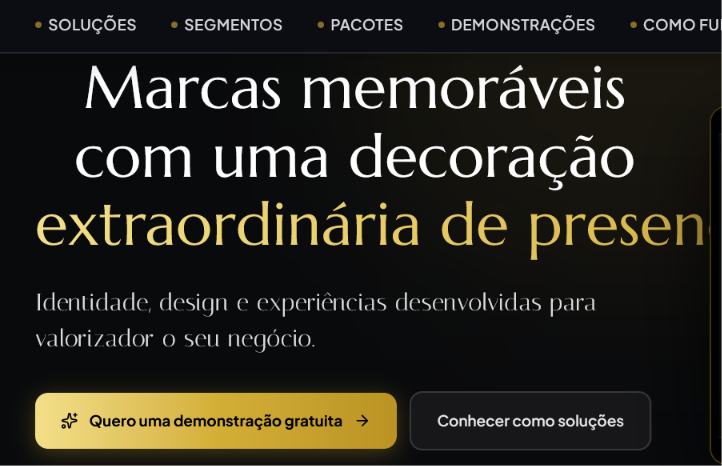 SOLUÇÕES SEGMENTOS PACOTES DEMONSTRAÇÕES COMO
Marcas memoráveis
com uma decoração
extraordinária de
Identidade, design e experiências desenvolvidas para
valorizador o seu negócio.
Quero uma demonstração gratuita → Conhecer como soluções